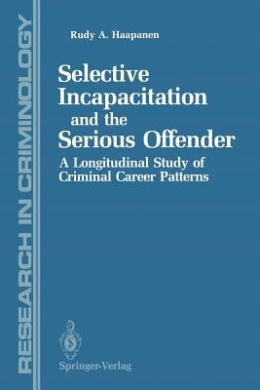 Rudy A. Haapanen
Selective
Incapacitation
and the
Serious Offender
A Longitudinal Study of
Criminal Career Patterns
RESEARCH IN CRIMINOLOGY
Springer-Verlag